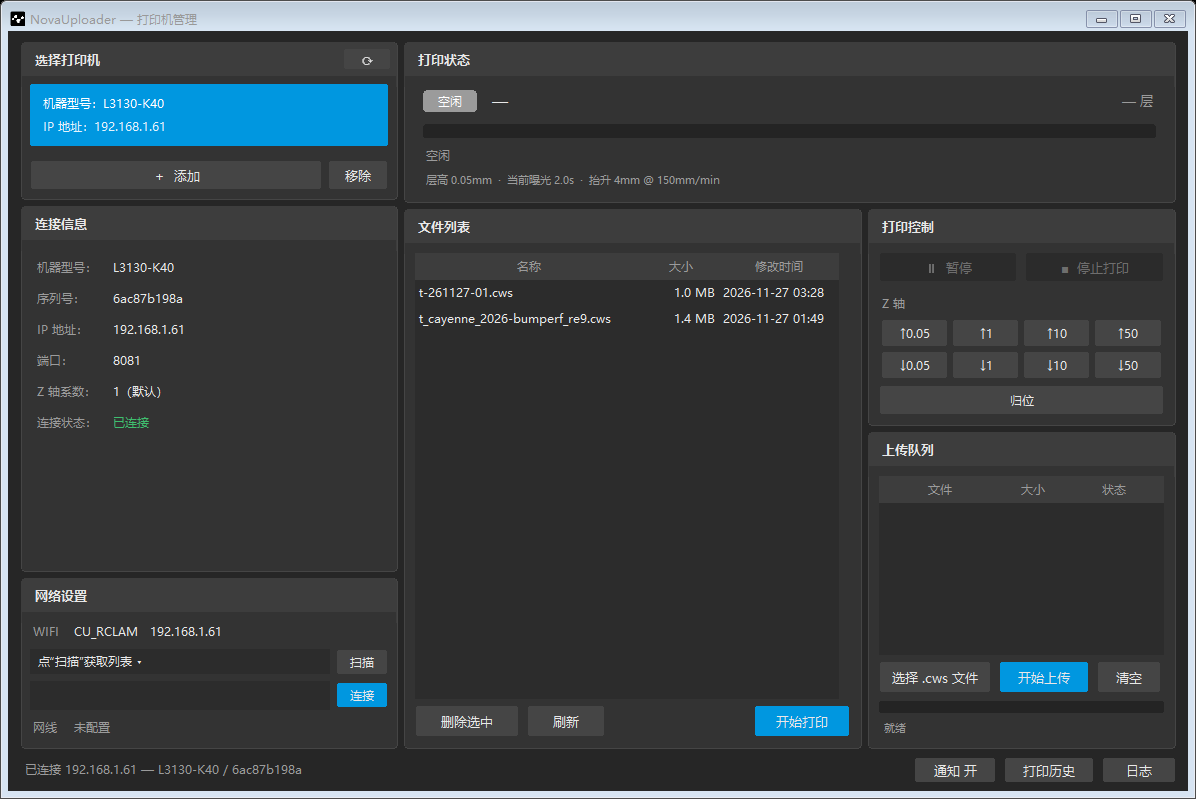 NovaUploader — 打印机管理
选择打印机
⟳
机器型号: L3130-K40
IP 地址: 192.168.1.61
+ 添加
移除
打印状态
空闲 —
— 层
空闲
层高 0.05mm · 当前曝光 2.0s · 抬升 4mm @ 150mm/min
连接信息
机器型号: L3130-K40
序列号: 6ac87b198a
IP 地址: 192.168.1.61
端口: 8081
Z 轴系数: 1 (默认)
连接状态: 已连接
网络设置
WIFI CU_RCLAM 192.168.1.61
点“扫描”获取列表
扫描
连接
网线 未配置
文件列表
名称 大小 修改时间
t-261127-01.cws 1.0 MB 2026-11-27 03:28
t_cayenne_2026-bumperf_re9.cws 1.4 MB 2026-11-27 01:49
删除选中 刷新 开始打印
打印控制
⏸ 暂停 ■ 停止打印
Z 轴
↑0.05 ↑1 ↑10 ↑50
↓0.05 ↓1 ↓10 ↓50
归位
上传队列
文件 大小 状态
选择 .cws 文件 开始上传 清空
就绪
已连接 192.168.1.61 — L3130-K40 / 6ac87b198a
通知 开 打印历史 日志